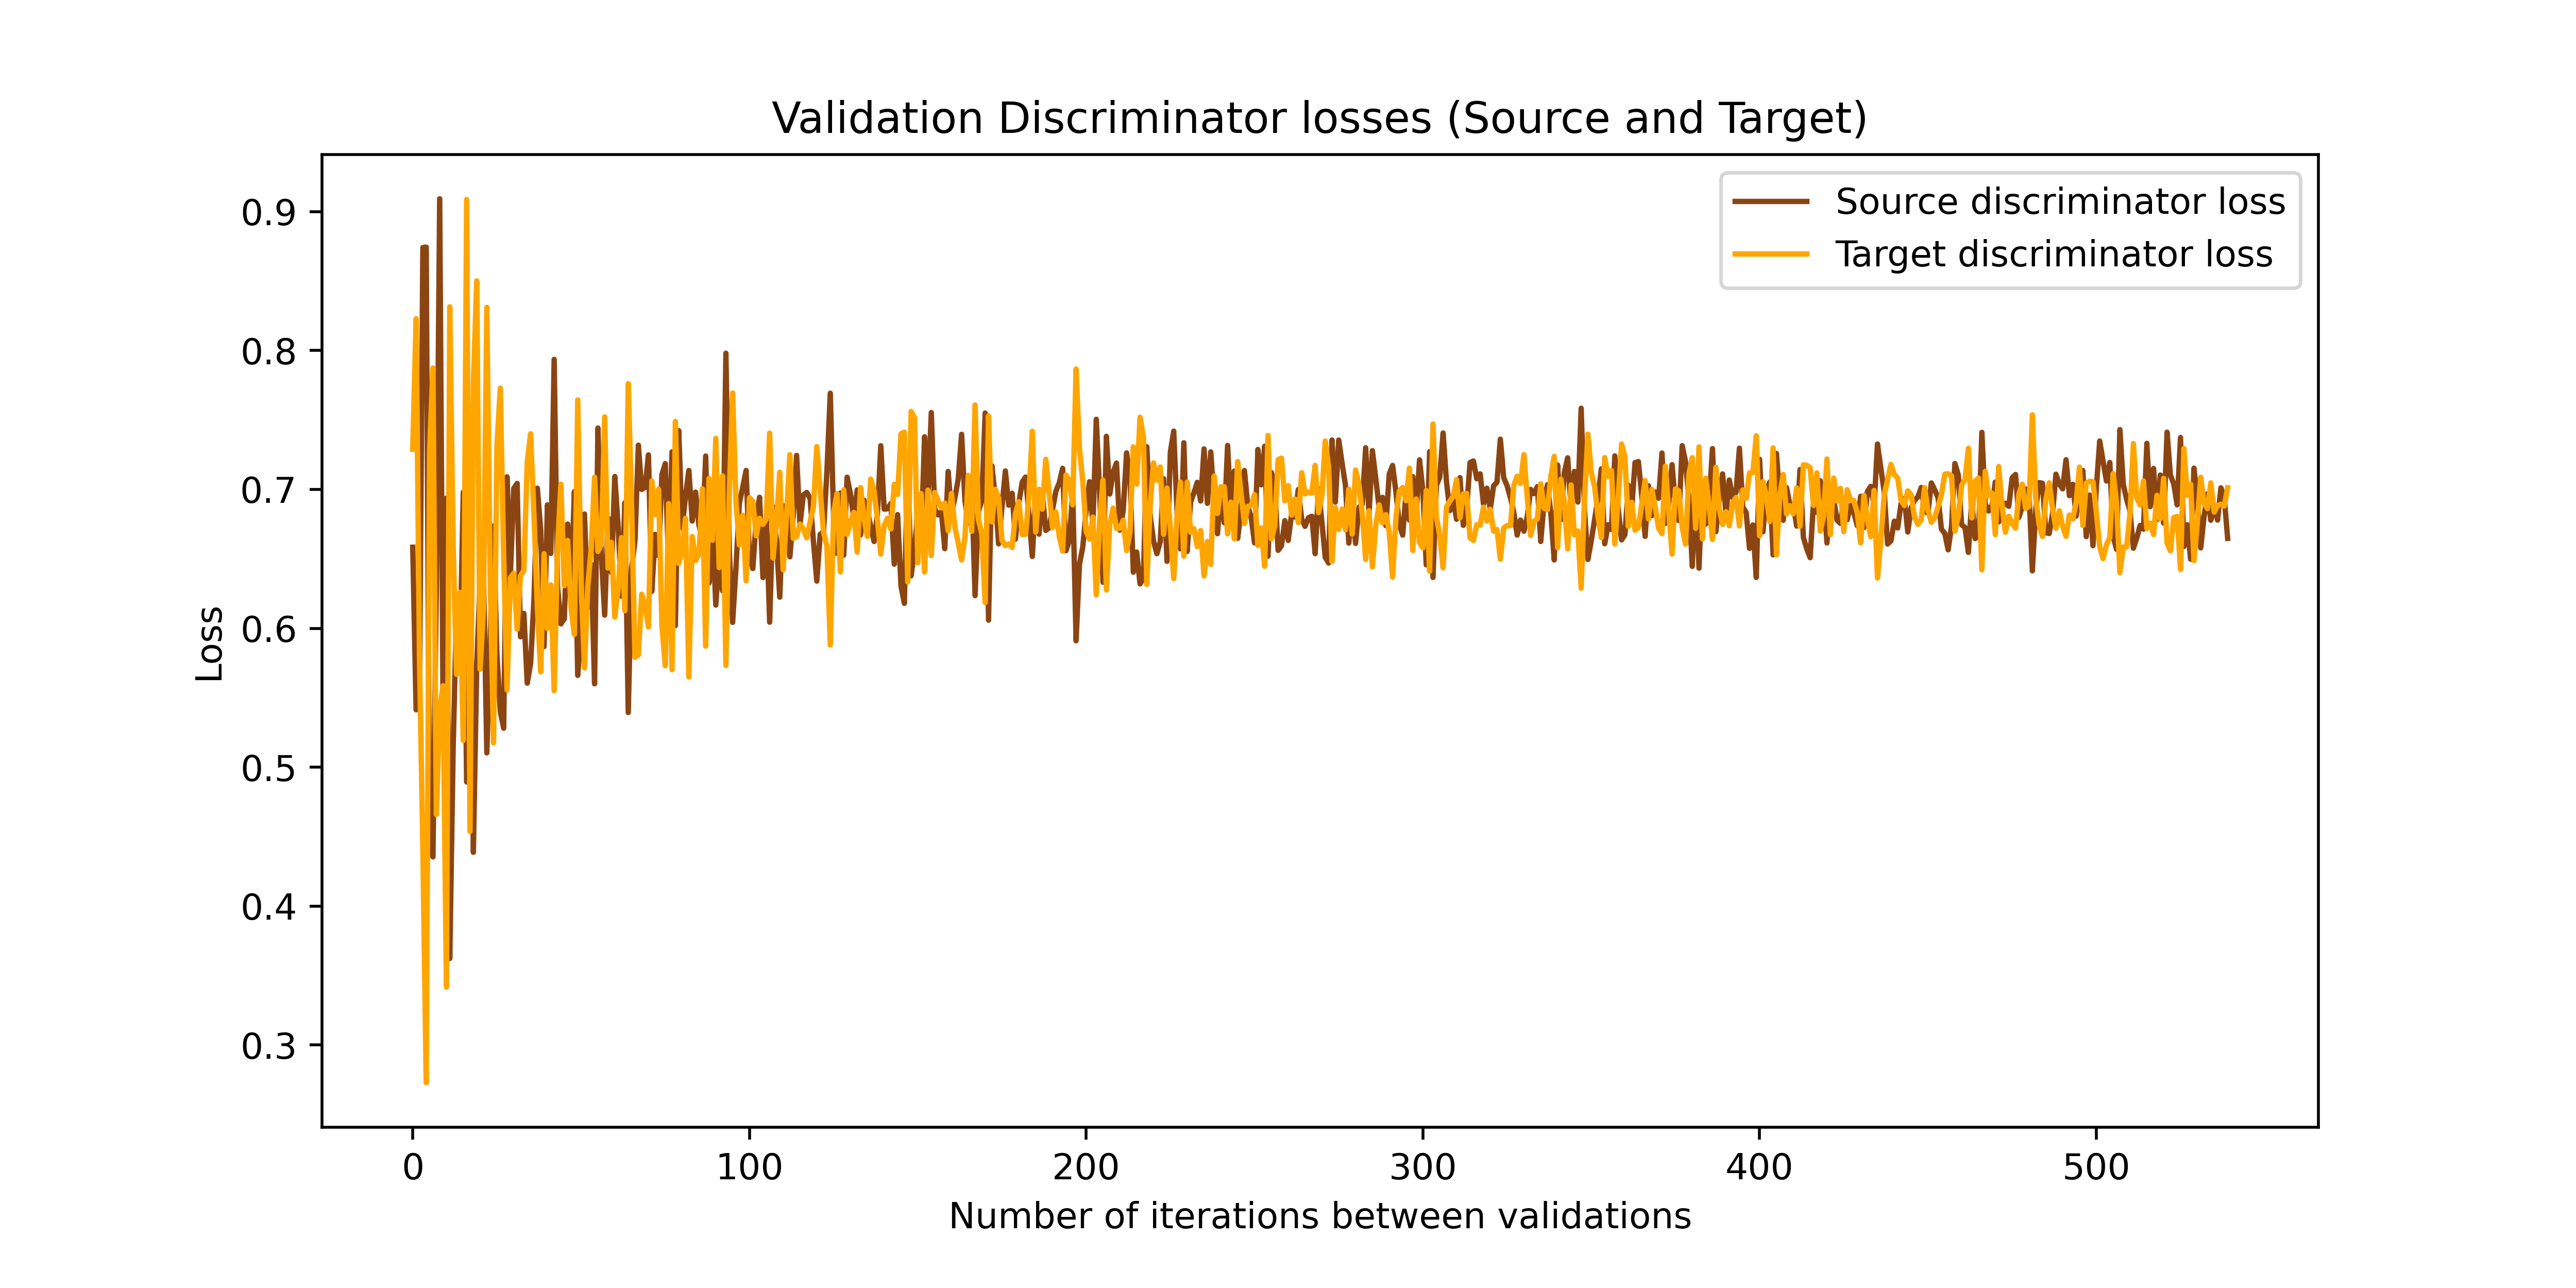 Validation Discriminator losses (Source and Target)
Source discriminator loss
Target discriminator loss
0.9
0.8
0.7
0.6
0.5
0.4
0.3
Loss
0
100
200
300
400
500
Number of iterations between validations